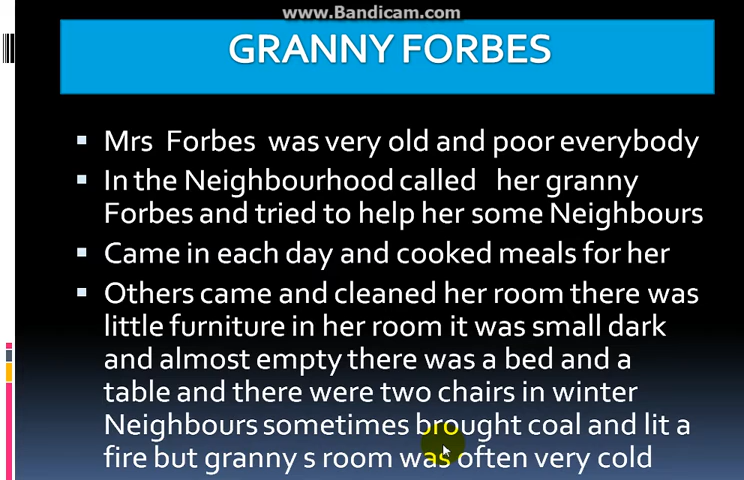 www.Bandicam.com
GRANNY FORBES
▪ Mrs Forbes was very old and poor everybody
▪ In the Neighbourhood called her granny
Forbes and tried to help her some Neighbours
▪ Came in each day and cooked meals for her
▪ Others came and cleaned her room there was
little furniture in her room it was small dark
and almost empty there was a bed and a
table and there were two chairs in winter
Neighbours sometimes brought coal and lit a
fire but granny s room was often very cold